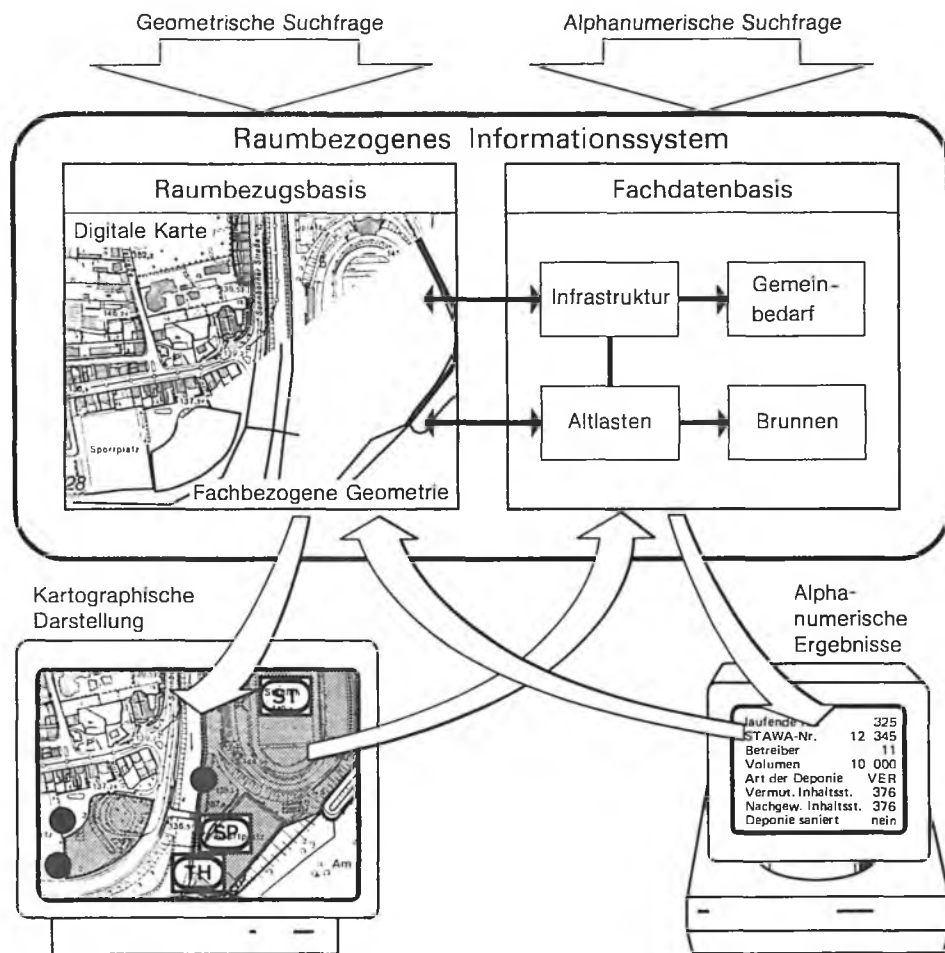 Geometrische Suchfrage
Alphanumerische Suchfrage
Raumbezogenes Informationssystem
Raumbezugsbasis
Fachdatenbasis
Digitale Karte
Infrastruktur
Gemein-
bedarf
Altlasten
Brunnen
Sportplatz
28
Fachbezogene Geometrie
Kartographische
Darstellung
Alpha-
numerische
Ergebnisse
ST
SP
TH
Am
laufende
325
STAWA-Nr. 12 345
Betreiber 11
Volumen 10 000
Art der Deponie VER
Vermut. Inhaltsst. 376
Nachgew. Inhaltsst. 376
Deponie saniert nein